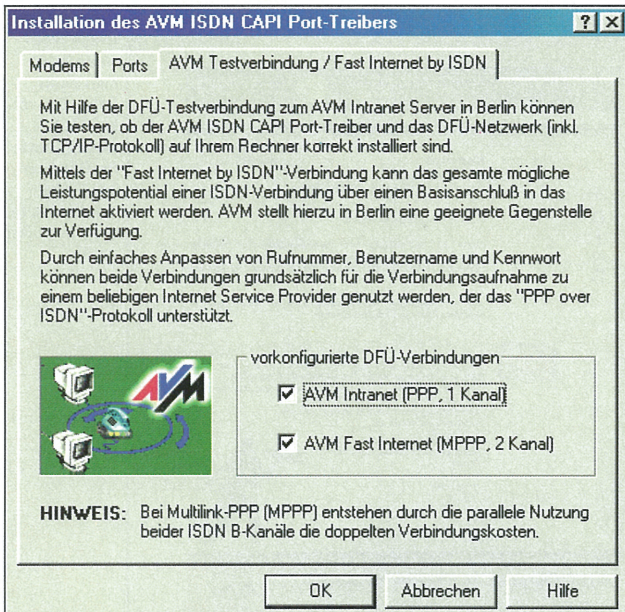 Installation des AVM ISDN CAPI Port-Treibers
Modems
Ports
AVM Testverbindung / Fast Internet by ISDN
Mit Hilfe der DFÜ-Testverbindung zum AVM Intranet Server in Berlin können
Sie testen, ob der AVM ISDN CAPI Port-Treiber und das DFÜ-Netzwerk (inkl.
TCP/IP-Protokoll) auf Ihrem Rechner korrekt installiert sind.
Mittels der "Fast Internet by ISDN"-Verbindung kann das gesamte mögliche
Leistungspotential einer ISDN-Verbindung über einen Basisanschluß in das
Internet aktiviert werden. AVM stellt hierzu in Berlin eine geeignete Gegenstelle
zur Verfügung.
Durch einfaches Anpassen von Rufnummer, Benutzername und Kennwort
können beide Verbindungen grundsätzlich für die Verbindungsaufnahme zu
einem beliebigen Internet Service Provider genutzt werden, der das "PPP over
ISDN"-Protokoll unterstützt.
AVM
vorkonfigurierte DFÜ-Verbindungen
AVM Intranet (PPP, 1 Kanal)
AVM Fast Internet (MPPP, 2 Kanal)
HINWEIS: Bei Multilink-PPP (MPPP) entstehen durch die parallele Nutzung
beider ISDN B-Kanäle die doppelten Verbindungskosten.
OK
Abbrechen
Hilfe